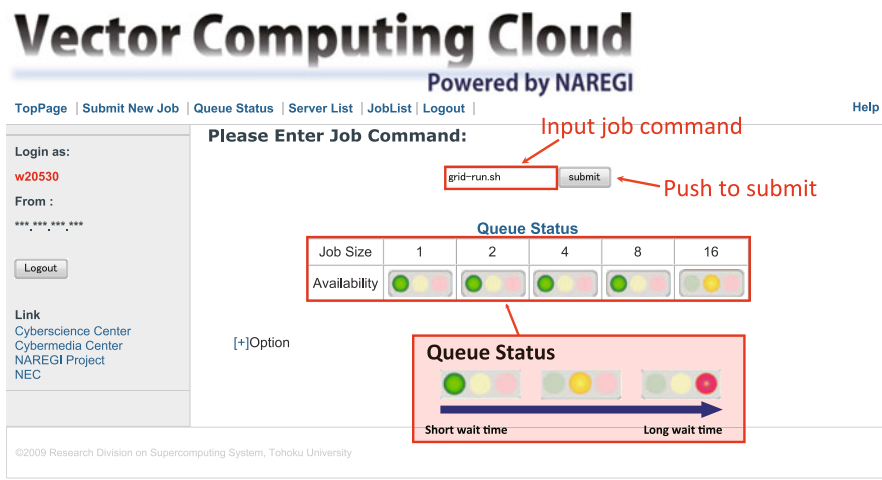 Vector Computing Cloud
Powered by NAREGI
TopPage | Submit New Job | Queue Status | Server List | JobList | Logout |
Help
Please Enter Job Command:
Input job command
Login as:
w20530
grid-run.sh
submit
Push to submit
From :
***.***.***.***
Queue Status
Job Size 1 2 4 8 16
Logout
Availability
Link
Cyberscience Center
Cybermedia Center
NAREGI Project
NEC
[+]Option
Queue Status
Short wait time
Long wait time
©2009 Research Division on Supercomputing System, Tohoku University